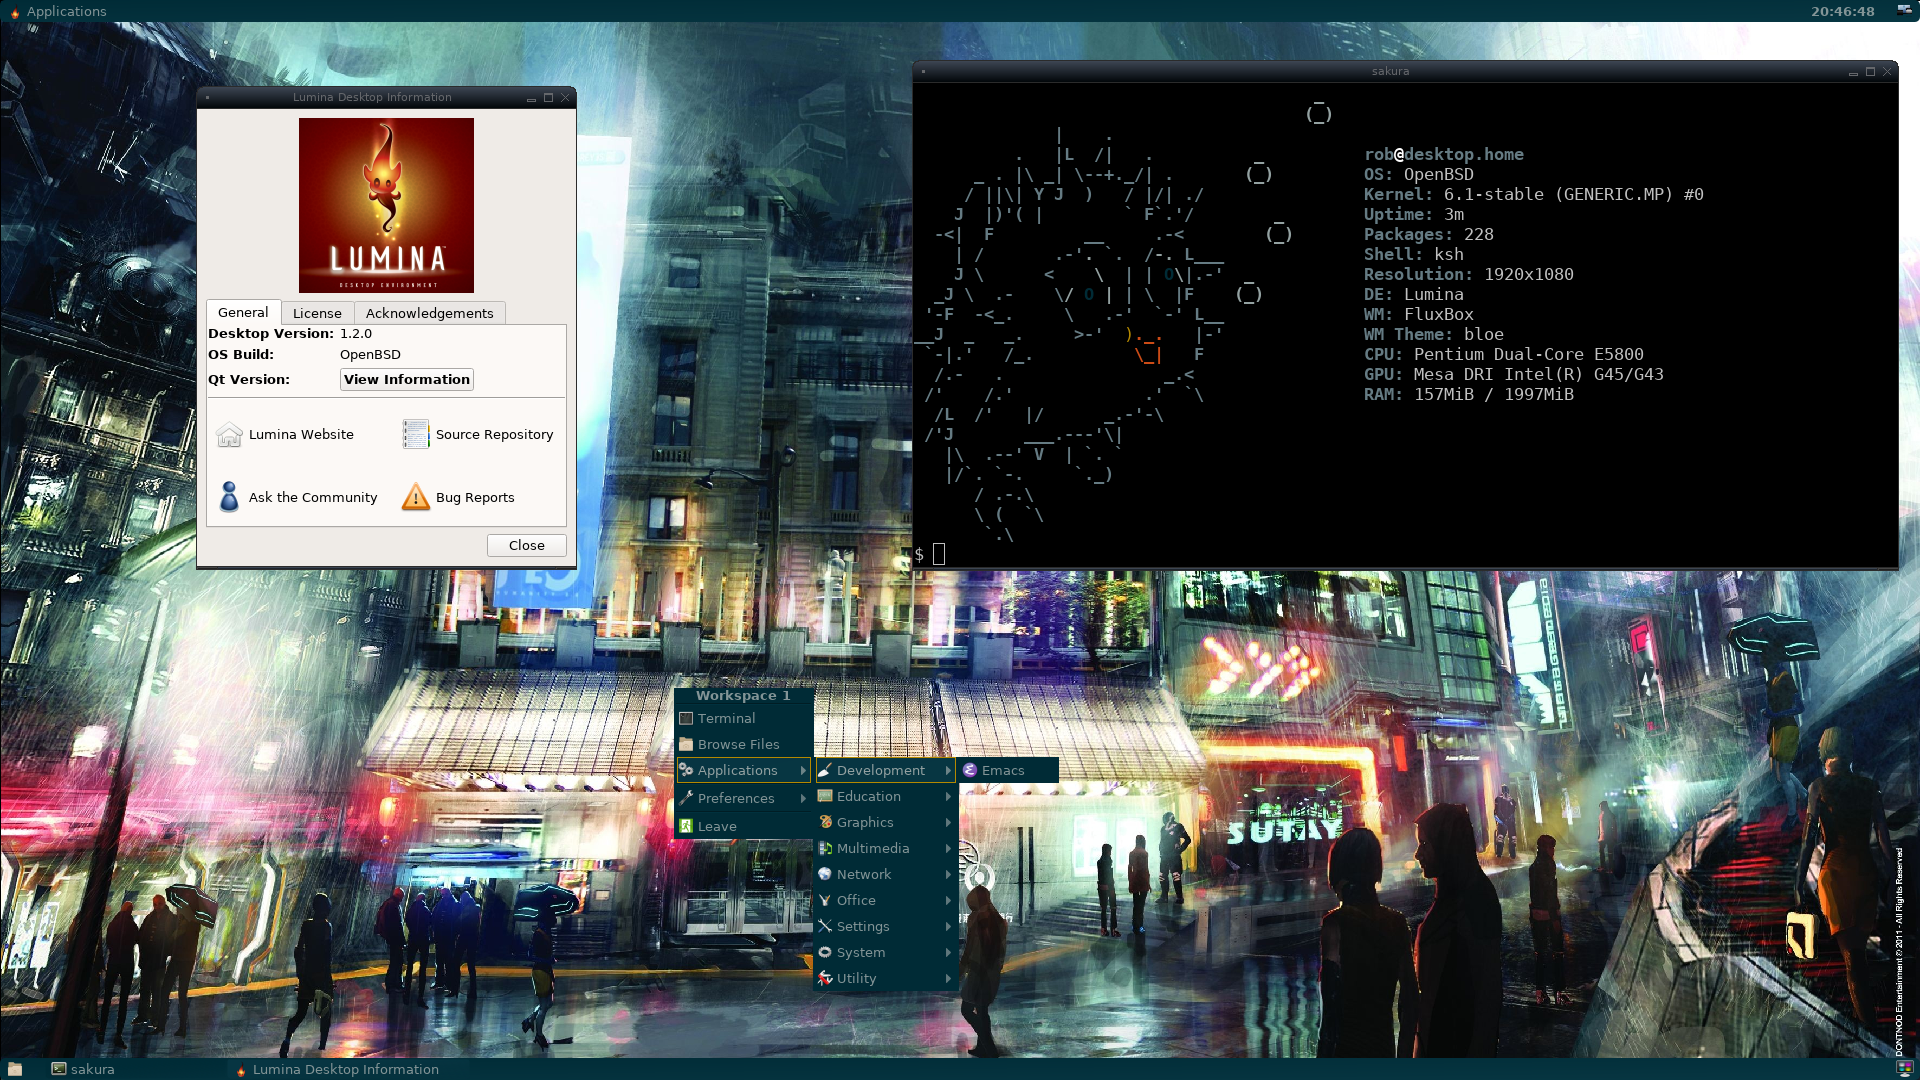 Applications
20:46:48
Lumina Desktop Information
LUMINA
DESKTOP ENVIRONMENT
General
License
Acknowledgements
Desktop Version: 1.2.0
OS Build: OpenBSD
Qt Version: View Information
Lumina Website
Source Repository
Ask the Community
Bug Reports
Close
sakura
rob@desktop.home
OS: OpenBSD
Kernel: 6.1-stable (GENERIC.MP) #0
Uptime: 3m
Packages: 228
Shell: ksh
Resolution: 1920x1080
DE: Lumina
WM: FluxBox
WM Theme: bloe
CPU: Pentium Dual-Core E5800
GPU: Mesa DRI Intel(R) G45/G43
RAM: 157MiB / 1997MiB
$
Workspace 1
Terminal
Browse Files
Applications
Preferences
Leave
Development
Education
Graphics
Multimedia
Network
Office
Settings
System
Utility
Emacs
DONTNOD Entertainment © 2011 - All Rights Reserved
sakura
Lumina Desktop Information